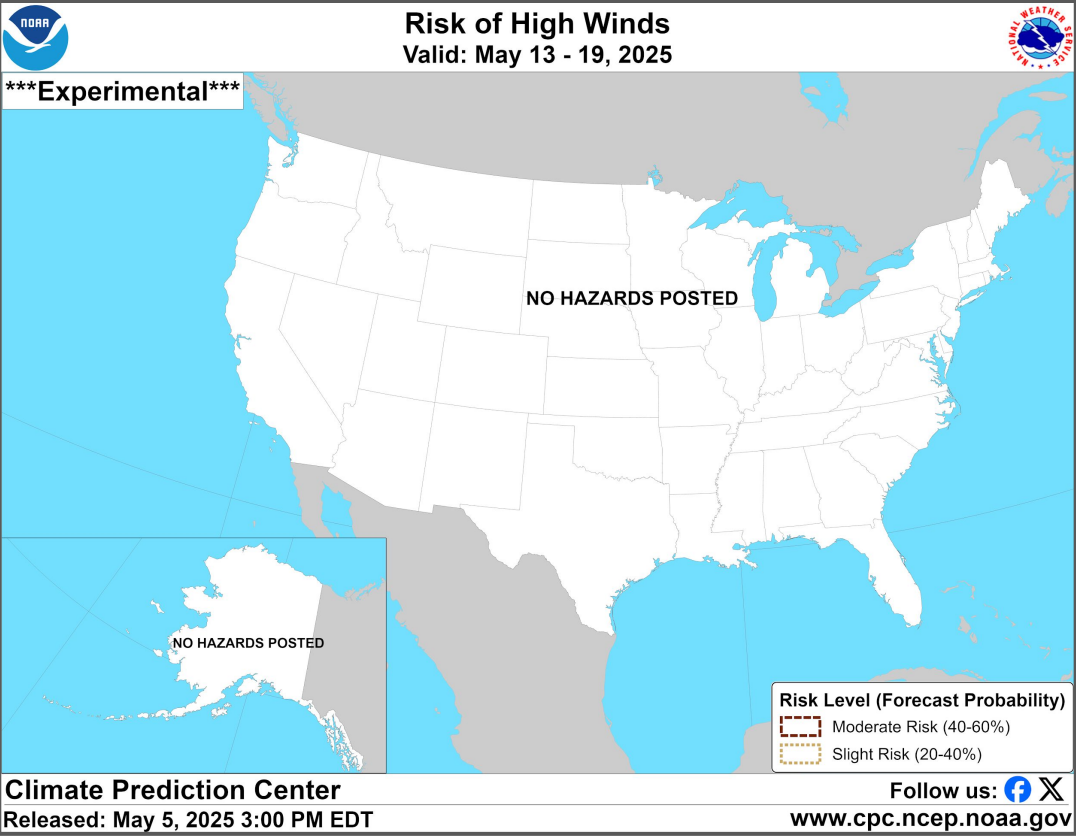 NOAA
Risk of High Winds
Valid: May 13 - 19, 2025
NATIONAL WEATHER SERVICE
***Experimental***
NO HAZARDS POSTED
NO HAZARDS POSTED
Risk Level (Forecast Probability)
Moderate Risk (40-60%)
Slight Risk (20-40%)
Climate Prediction Center
Follow us:
Released: May 5, 2025 3:00 PM EDT
www.cpc.ncep.noaa.gov